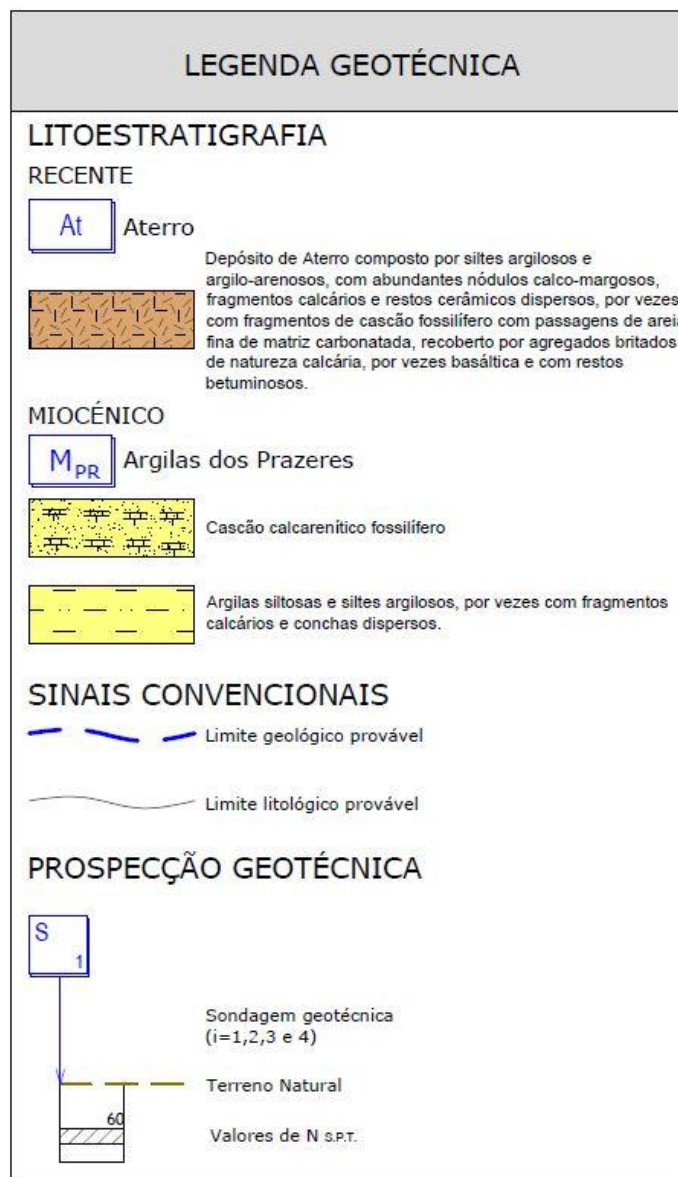 LEGENDA GEOTÉCNICA
LITOESTRATIGRAFIA
RECENTE
At Aterro
Depósito de Aterro composto por siltes argilosos e
argilo-arenosos, com abundantes nódulos calco-margosos,
fragmentos calcários e restos cerâmicos dispersos, por vezes
com fragmentos de cascão fossilífero com passagens de areia
fina de matriz carbonatada, recoberto por agregados britados
de natureza calcária, por vezes basáltica e com restos
betuminosos.
MIOCÉNICO
MPR Argilas dos Prazeres
Cascão calcarenítico fossilífero
Argilas siltosas e siltes argilosos, por vezes com fragmentos
calcários e conchas dispersos.
SINAIS CONVENCIONAIS
Limite geológico provável
Limite litológico provável
PROSPECÇÃO GEOTÉCNICA
S 1
Sondagem geotécnica
(i=1,2,3 e 4)
Terreno Natural
60
Valores de N S.P.T.